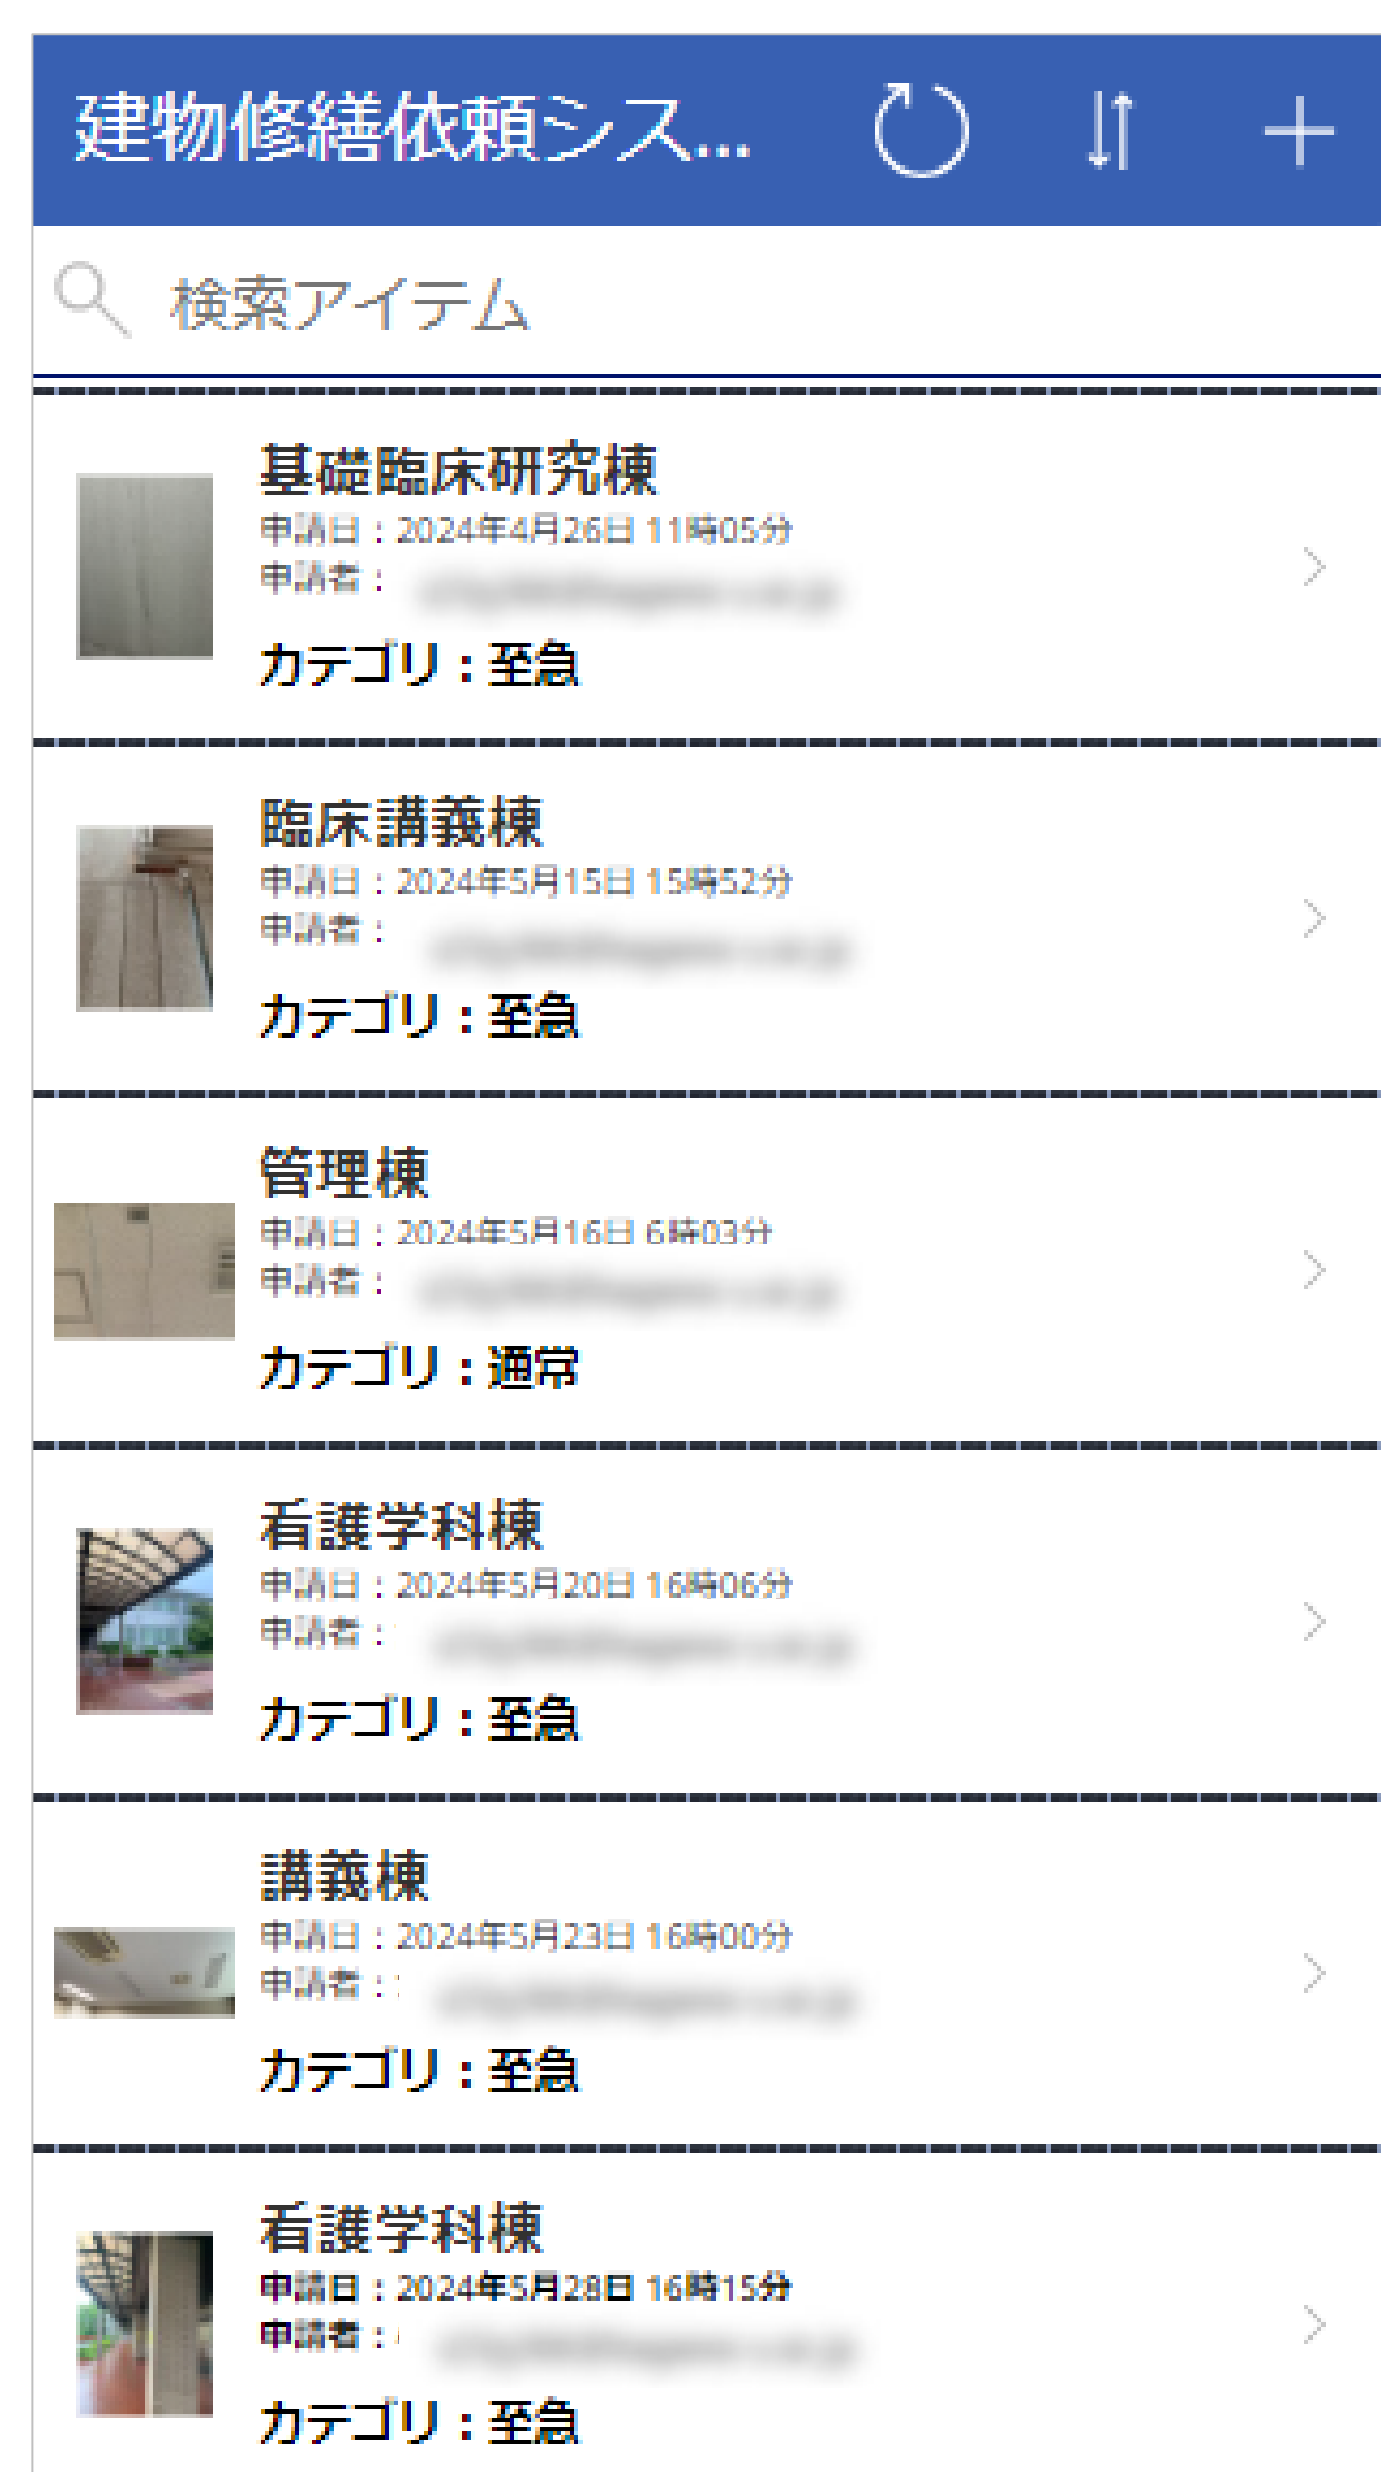 建物修繕依頼シス...
検索アイテム
基礎臨床研究棟
申請日：2024年4月26日 11時05分
申請者：
カテゴリ：至急
臨床講義棟
申請日：2024年5月15日 15時52分
申請者：
カテゴリ：至急
管理棟
申請日：2024年5月16日 6時03分
申請者：
カテゴリ：通常
看護学科棟
申請日：2024年5月20日 16時06分
申請者：
カテゴリ：至急
講義棟
申請日：2024年5月23日 16時00分
申請者：
カテゴリ：至急
看護学科棟
申請日：2024年5月28日 16時15分
申請者：
カテゴリ：至急